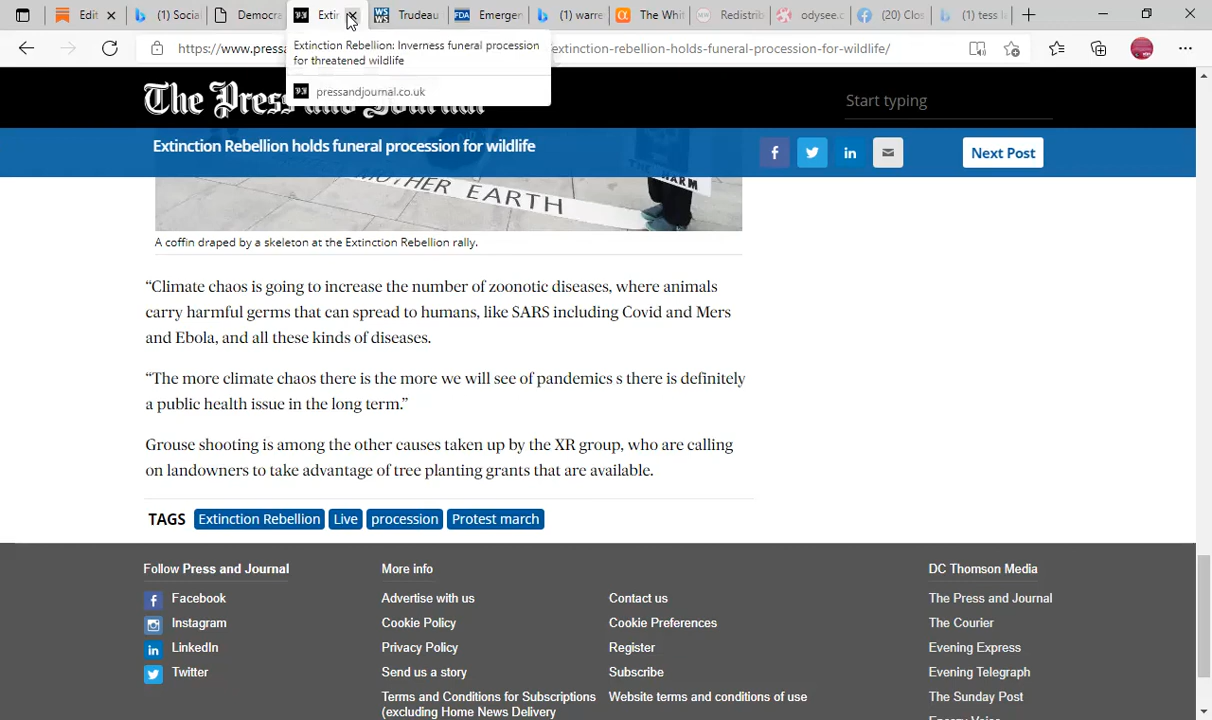 Edit
(1) Social
Democra
Extin
Trudeau
Emergen
(1) warre
The Whit
Redistrib
odysee.c
(20) Clos
(1) tess la
https://www.pressa
extinction-rebellion-holds-funeral-procession-for-wildlife/
Extinction Rebellion: Inverness funeral procession
for threatened wildlife
pressandjournal.co.uk
The Press and Journal
Start typing
Extinction Rebellion holds funeral procession for wildlife
Next Post
MOTHER EARTH
HARM
A coffin draped by a skeleton at the Extinction Rebellion rally.
“Climate chaos is going to increase the number of zoonotic diseases, where animals
carry harmful germs that can spread to humans, like SARS including Covid and Mers
and Ebola, and all these kinds of diseases.
“The more climate chaos there is the more we will see of pandemics s there is definitely
a public health issue in the long term.”
Grouse shooting is among the other causes taken up by the XR group, who are calling
on landowners to take advantage of tree planting grants that are available.
TAGS Extinction Rebellion Live procession Protest march
Follow Press and Journal
Facebook
Instagram
LinkedIn
Twitter
More info
Advertise with us
Cookie Policy
Privacy Policy
Send us a story
Terms and Conditions for Subscriptions
(excluding Home News Delivery
Contact us
Cookie Preferences
Register
Subscribe
Website terms and conditions of use
DC Thomson Media
The Press and Journal
The Courier
Evening Express
Evening Telegraph
The Sunday Post